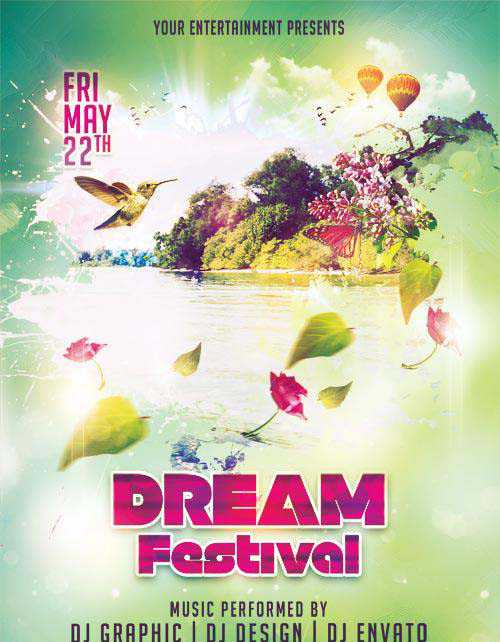 YOUR ENTERTAINMENT PRESENTS
FRI
MAY
22TH
DREAM
Festival
MUSIC PERFORMED BY
DJ GRAPHIC | DJ DESIGN | DJ ENVATO